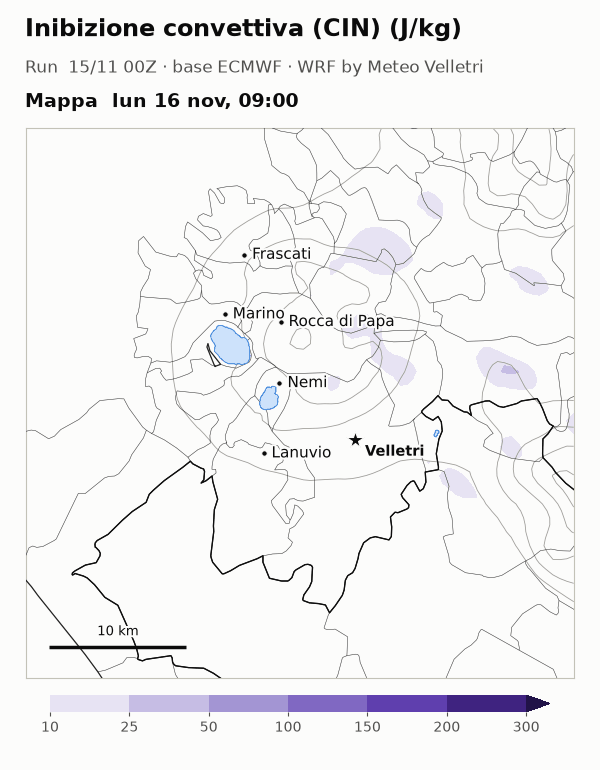 Inibizione convettiva (CIN) (J/kg)
Run  15/11 00Z · base ECMWF · WRF by Meteo Velletri
Mappa  lun 16 nov, 09:00
Frascati
Marino
Rocca di Papa
Nemi
Velletri
Lanuvio
10 km
10 25 50 100 150 200 300